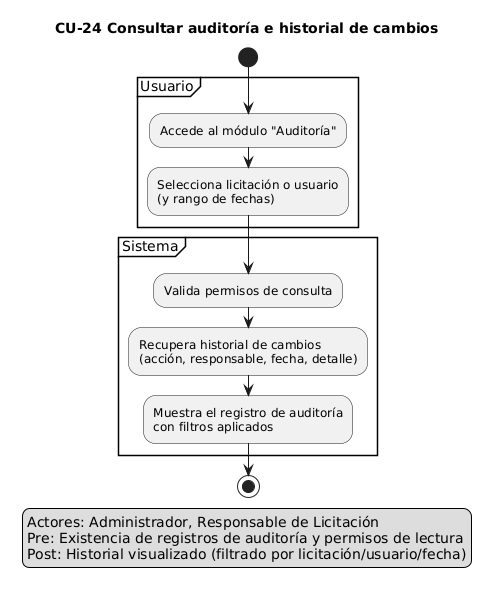 CU-24 Consultar auditoría e historial de cambios
Usuario
Accede al módulo "Auditoría"
Selecciona licitación o usuario
(y rango de fechas)
Sistema
Valida permisos de consulta
Recupera historial de cambios
(acción, responsable, fecha, detalle)
Muestra el registro de auditoría
con filtros aplicados
Actores: Administrador, Responsable de Licitación
Pre: Existencia de registros de auditoría y permisos de lectura
Post: Historial visualizado (filtrado por licitación/usuario/fecha)